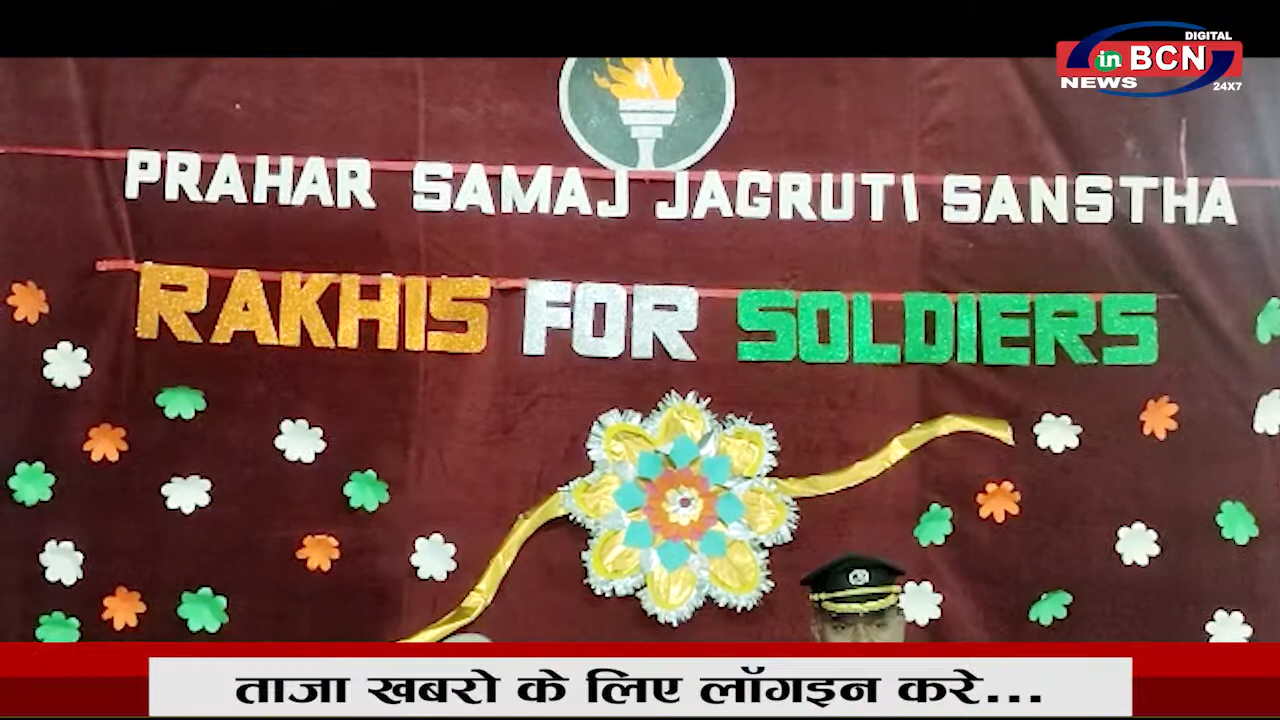 DIGITAL
in BCN
NEWS 24X7
PRAHAR SAMAJ JAGRUTI SANSTHA
RAKHIS FOR SOLDIERS
ताजा खबरो के लिए लॉगइन करे...